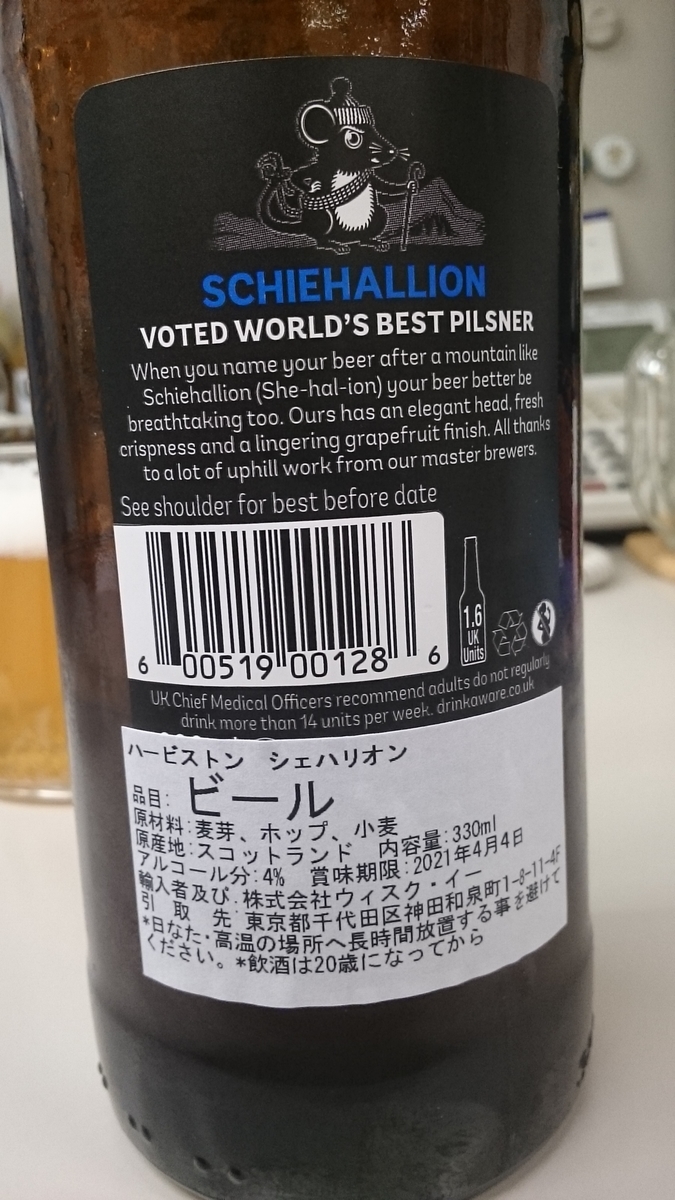 SCHIEHALLION
VOTED WORLD'S BEST PILSNER
When you name your beer after a mountain like
Schiehallion (She-hal-ion) your beer better be
breathtaking too. Ours has an elegant head, fresh
crispness and a lingering grapefruit finish. All thanks
to a lot of uphill work from our master brewers.
See shoulder for best before date
6 00519 00128 6
1.6
UK
Units
UK Chief Medical Officers recommend adults do not regularly
drink more than 14 units per week. drinkaware.co.uk
ハービストン シェハリオン
品目: ビール
原材料:麦芽、ホップ、小麦
原産地:スコットランド 内容量:330ml
アルコール分:4% 賞味期限:2021年4月4日
輸入者及び 株式会社ウィスク・イー
引 取 先:東京都千代田区神田和泉町1-8-11-4F
*日なた・高温の場所へ長時間放置する事を避けて
ください。*飲酒は20歳になってから